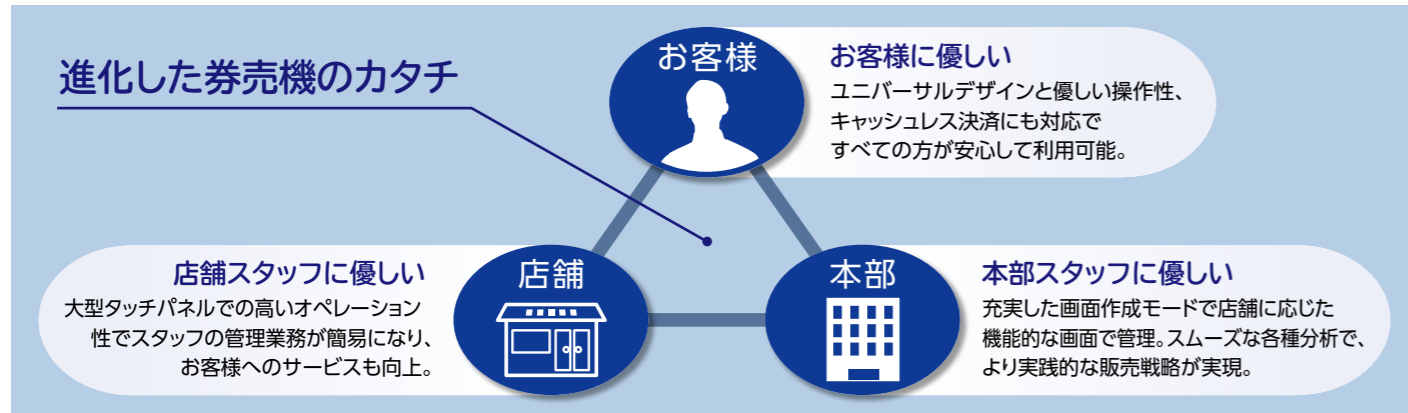 進化した券売機のカタチ
お客様
お客様に優しい
ユニバーサルデザインと優しい操作性、
キャッシュレス決済にも対応で
すべての方が安心して利用可能。
店舗スタッフに優しい
大型タッチパネルでの高いオペレーション
性でスタッフの管理業務が簡易になり、
お客様へのサービスも向上。
店舗
本部
本部スタッフに優しい
充実した画面作成モードで店舗に応じた
機能的な画面で管理。スムーズな各種分析で、
より実践的な販売戦略が実現。